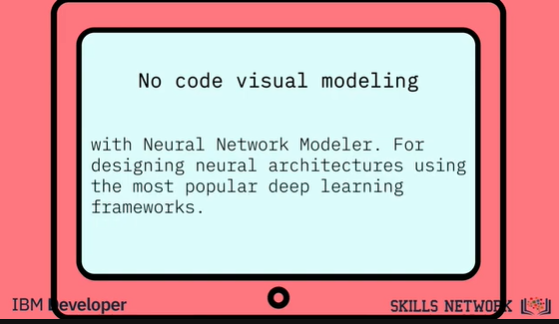 No code visual modeling
with Neural Network Modeler. For
designing neural architectures using
the most popular deep learning
frameworks.
IBM Developer
SKILLS NETWORK